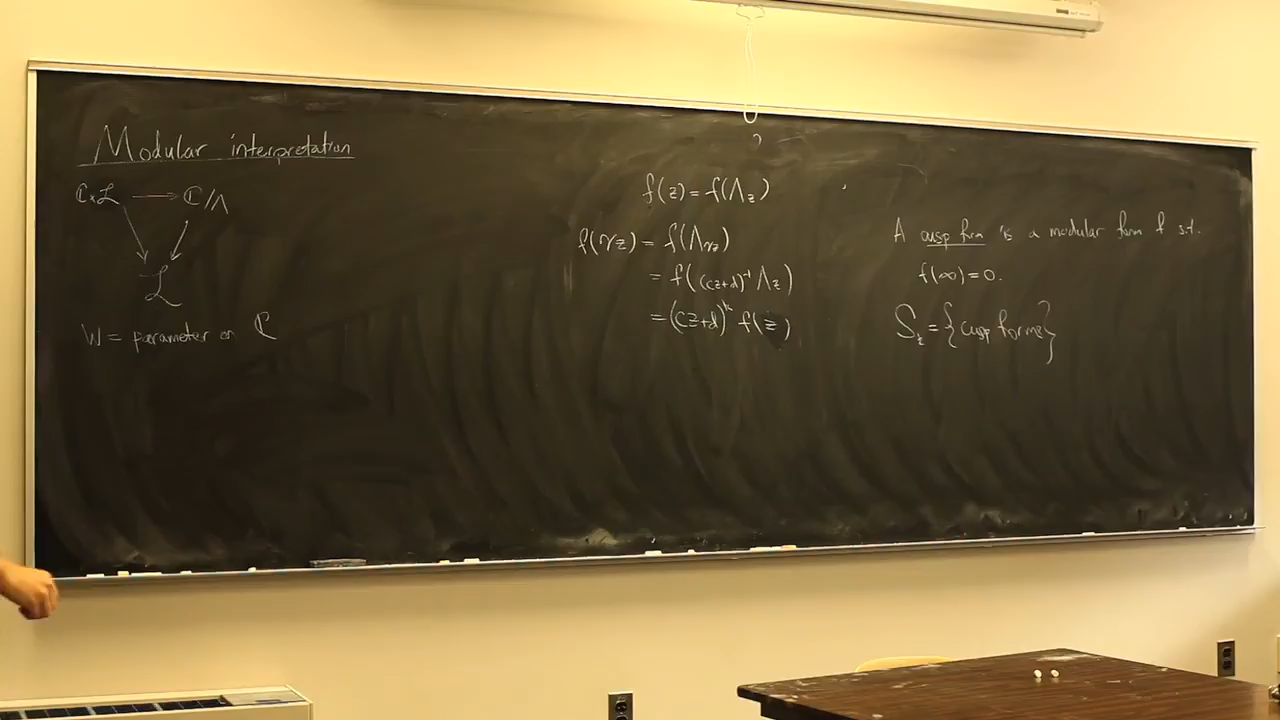 Modular interpretation
ℂ×ℒ → ℂ/Λ
ℒ
W = parameter on ℂ
f(z) = f(Λ_z)
f(γz) = f(Λ_γz)
= f((cz+d)⁻¹ Λ_z)
= (cz+d)^k f(z)
A cusp form is a modular form f s.t.
f(∞) = 0.
S_k = {cusp forms}